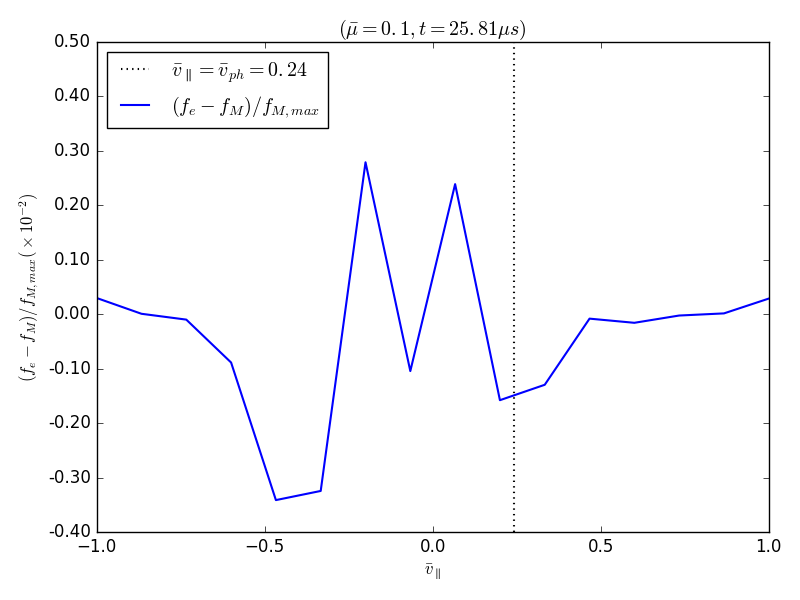 (μ̄ = 0.1, t = 25.81μs)
v̄∥ = v̄ph = 0.24
(fe − fM)/fM,max
0.50
0.40
0.30
0.20
0.10
0.00
-0.10
-0.20
-0.30
-0.40
(fe − fM)/fM,max(×10⁻²)
−1.0 −0.5 0.0 0.5 1.0
v̄∥